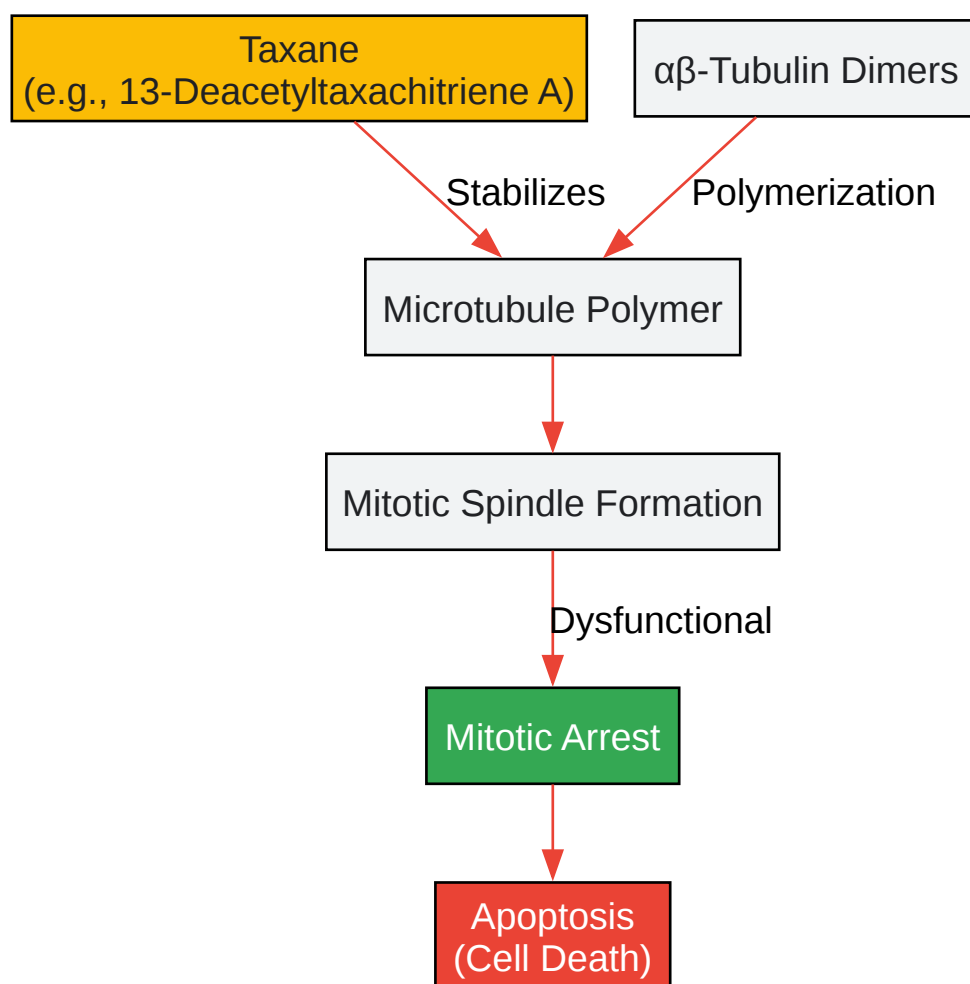 Taxane
(e.g., 13-Deacetyltaxachitriene A)
αβ-Tubulin Dimers
Stabilizes
Polymerization
Microtubule Polymer
Mitotic Spindle Formation
Dysfunctional
Mitotic Arrest
Apoptosis
(Cell Death)